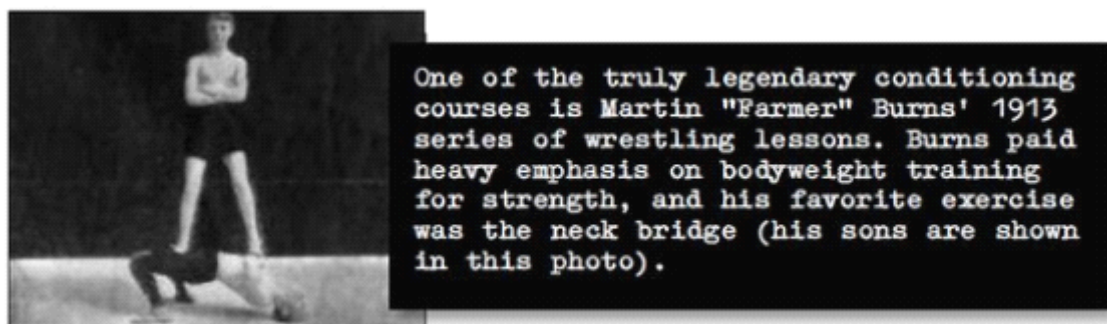 One of the truly legendary conditioning
courses is Martin "Farmer" Burns' 1913
series of wrestling lessons. Burns paid
heavy emphasis on bodyweight training
for strength, and his favorite exercise
was the neck bridge (his sons are shown
in this photo).